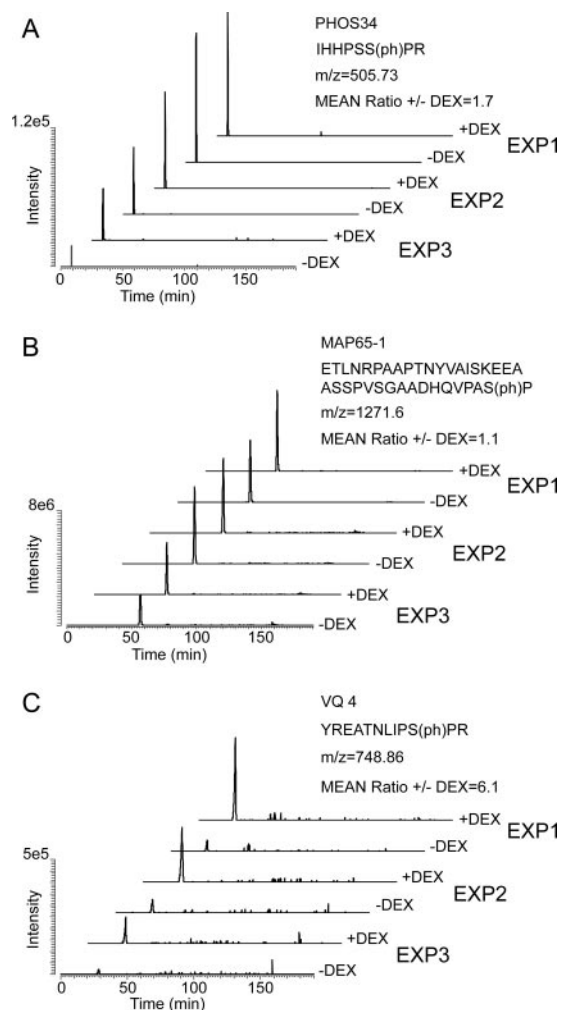 A
PHOS34
IHHPSS(ph)PR
m/z=505.73
MEAN Ratio +/- DEX=1.7
1.2e5
Intensity
+DEX
EXP1
-DEX
+DEX
EXP2
-DEX
+DEX
EXP3
-DEX
0 50 100 150
Time (min)
B
MAP65-1
ETLNRPAAPTNYVAISKEEA
ASSPVSGAADHQVPAS(ph)P
m/z=1271.6
MEAN Ratio +/- DEX=1.1
8e6
Intensity
+DEX
EXP1
-DEX
+DEX
EXP2
-DEX
+DEX
EXP3
-DEX
0 50 100 150
Time (min)
C
VQ 4
YREATNLIPS(ph)PR
m/z=748.86
MEAN Ratio +/- DEX=6.1
5e5
Intensity
+DEX
EXP1
-DEX
+DEX
EXP2
-DEX
+DEX
EXP3
-DEX
0 50 100 150
Time (min)